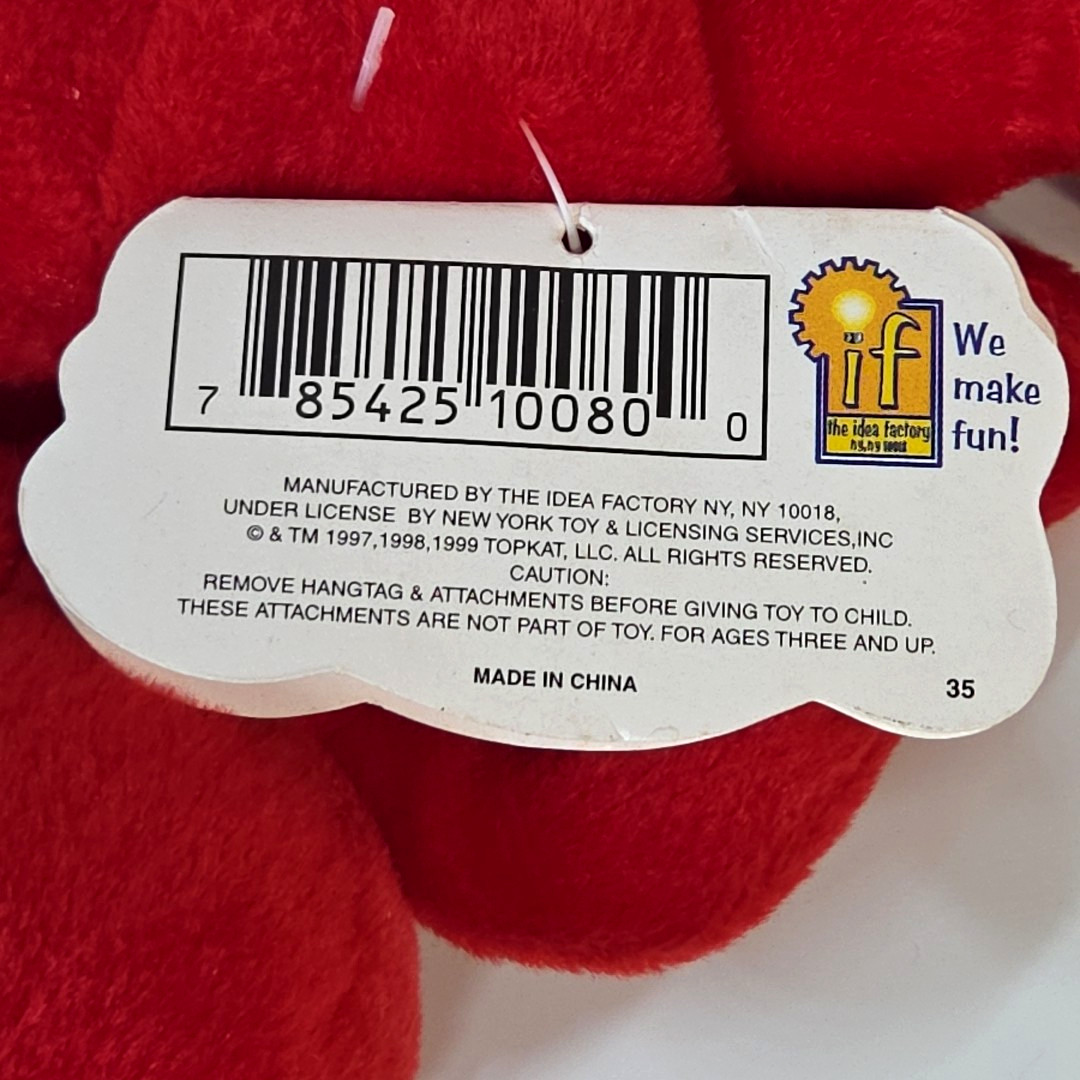 7 85425 10080 0
if
the idea factory
We
make
fun!
MANUFACTURED BY THE IDEA FACTORY NY, NY 10018,
UNDER LICENSE BY NEW YORK TOY & LICENSING SERVICES,INC
© & TM 1997,1998,1999 TOPKAT, LLC. ALL RIGHTS RESERVED.
CAUTION:
REMOVE HANGTAG & ATTACHMENTS BEFORE GIVING TOY TO CHILD.
THESE ATTACHMENTS ARE NOT PART OF TOY. FOR AGES THREE AND UP.
MADE IN CHINA
35